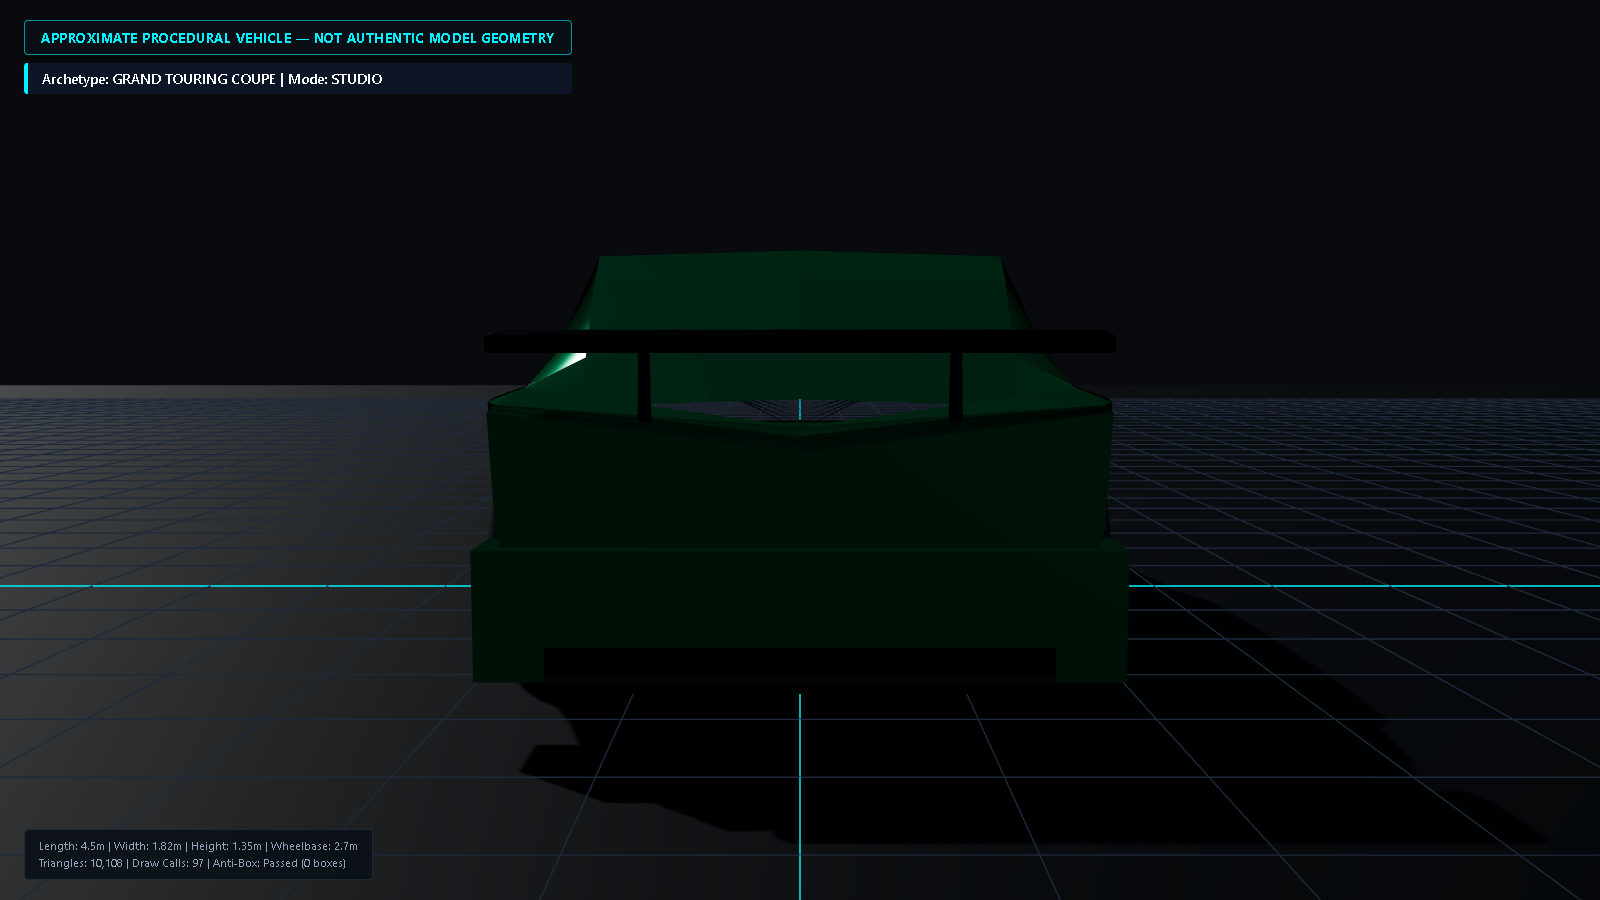 APPROXIMATE PROCEDURAL VEHICLE — NOT AUTHENTIC MODEL GEOMETRY
Archetype: GRAND TOURING COUPE | Mode: STUDIO
Length: 4.5m | Width: 1.82m | Height: 1.35m | Wheelbase: 2.7m
Triangles: 10,108 | Draw Calls: 97 | Anti-Box: Passed (0 boxes)